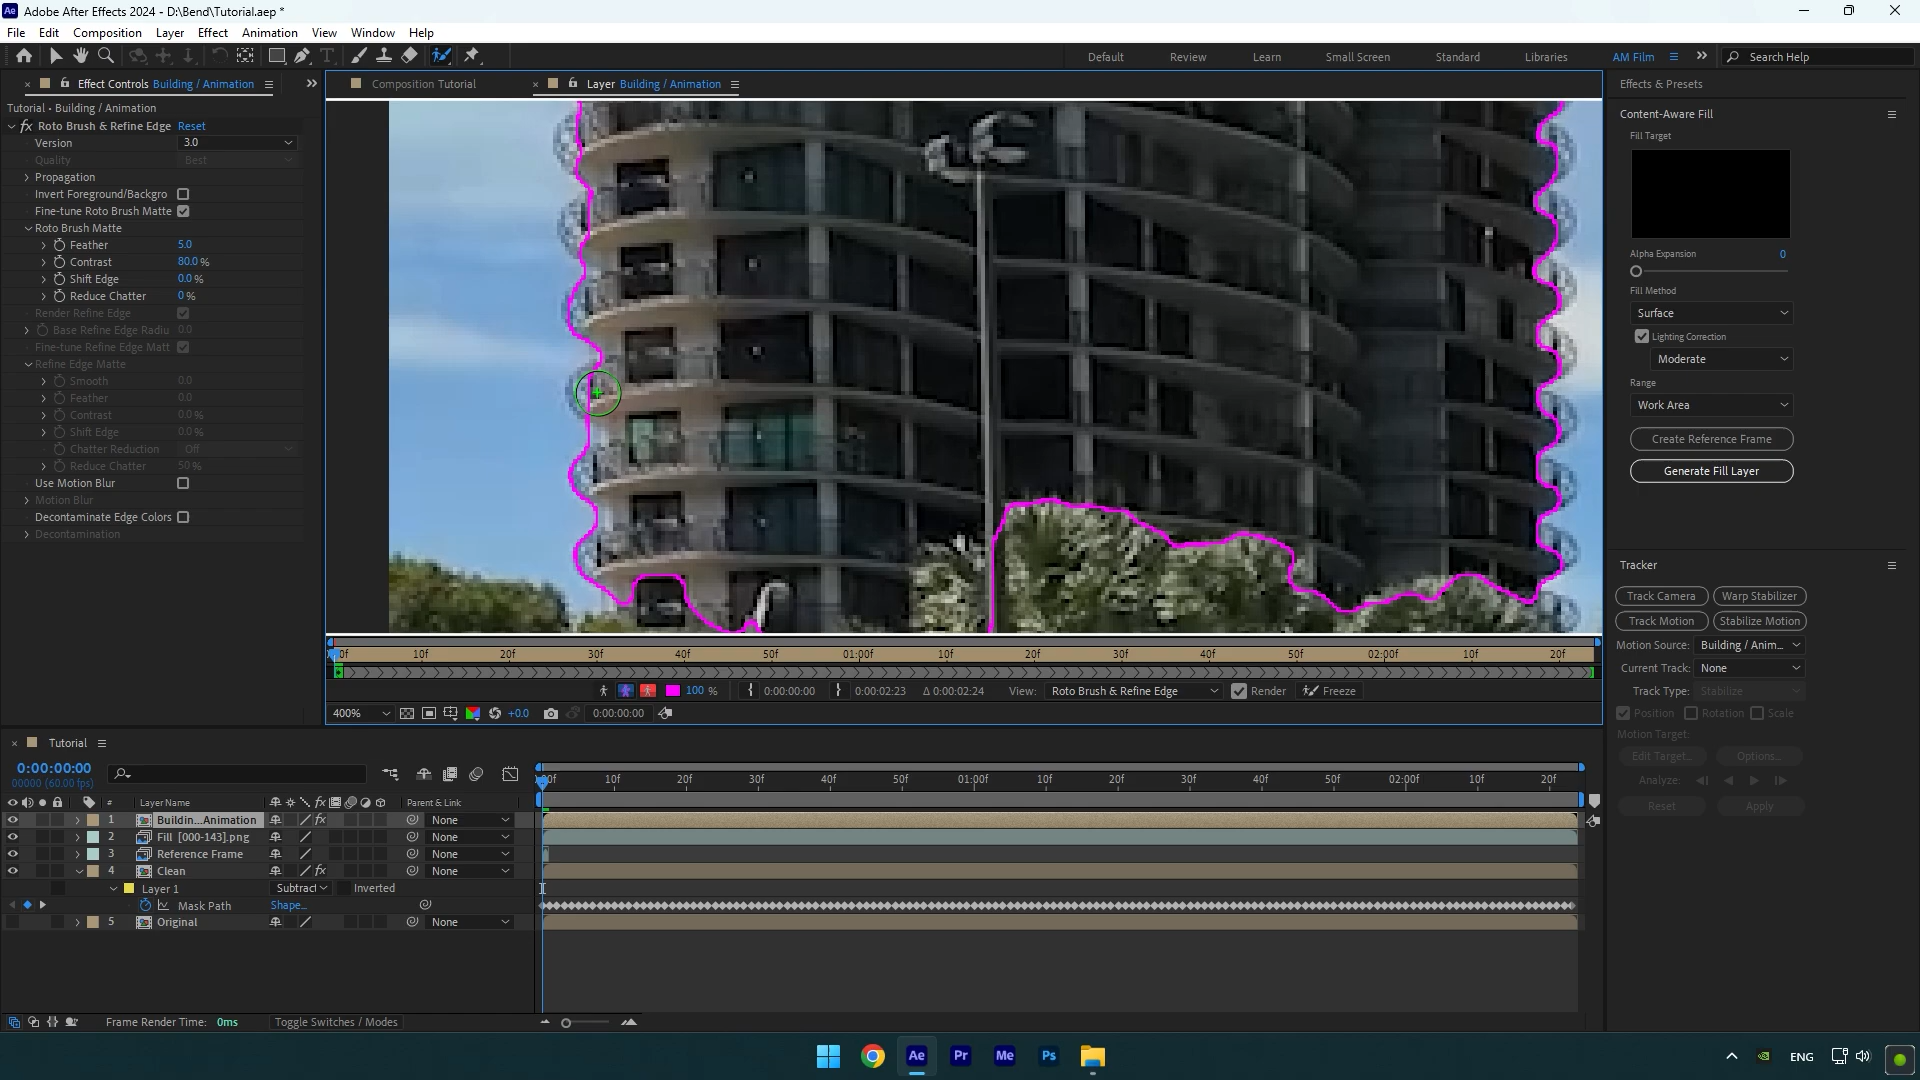 Adobe After Effects 2024 - D:\Bend\Tutorial.aep *
File Edit Composition Layer Effect Animation View Window Help
Default Review Learn Small Screen Standard Libraries AM Film Search Help
Effect Controls Building / Animation
Composition Tutorial
Layer Building / Animation
Effects & Presets
Tutorial • Building / Animation
fx Roto Brush & Refine Edge Reset
Version 3.0
Quality Best
Propagation
Invert Foreground/Backgro
Fine-tune Roto Brush Matte
Roto Brush Matte
Feather 5.0
Contrast 80.0 %
Shift Edge 0.0 %
Reduce Chatter 0 %
Render Refine Edge
Base Refine Edge Radiu 0.0
Fine-tune Refine Edge Matt
Refine Edge Matte
Smooth 0.0
Feather 0.0
Contrast 0.0 %
Shift Edge 0.0 %
Chatter Reduction Off
Reduce Chatter 50 %
Use Motion Blur
Motion Blur
Decontaminate Edge Colors
Decontamination
Content-Aware Fill
Fill Target
Alpha Expansion 0
Fill Method
Surface
Lighting Correction
Moderate
Range
Work Area
Create Reference Frame
Generate Fill Layer
Tracker
Track Camera Warp Stabilizer
Track Motion Stabilize Motion
Motion Source: Building / Anim...
Current Track: None
Track Type: Stabilize
Position Rotation Scale
Motion Target:
Edit Target... Options...
Analyze:
Reset Apply
10f 20f 30f 40f 50f 01:00f 10f 20f 30f 40f 50f 02:00f 10f 20f
100 % 0:00:00:00 0:00:02:23 Δ 0:00:02:24 View: Roto Brush & Refine Edge Render Freeze
400% +0.0 0:00:00:00
Tutorial
0:00:00:00
00000 (60.00 fps)
10f 20f 30f 40f 50f 01:00f 10f 20f 30f 40f 50f 02:00f 10f 20f
# Layer Name fx Parent & Link
1 Buildin...Animation fx None
2 Fill [000-143].png None
3 Reference Frame None
4 Clean fx None
Layer 1 Subtract Inverted
Mask Path Shape...
5 Original None
Frame Render Time: 0ms Toggle Switches / Modes
Ae Pr Me Ps ENG